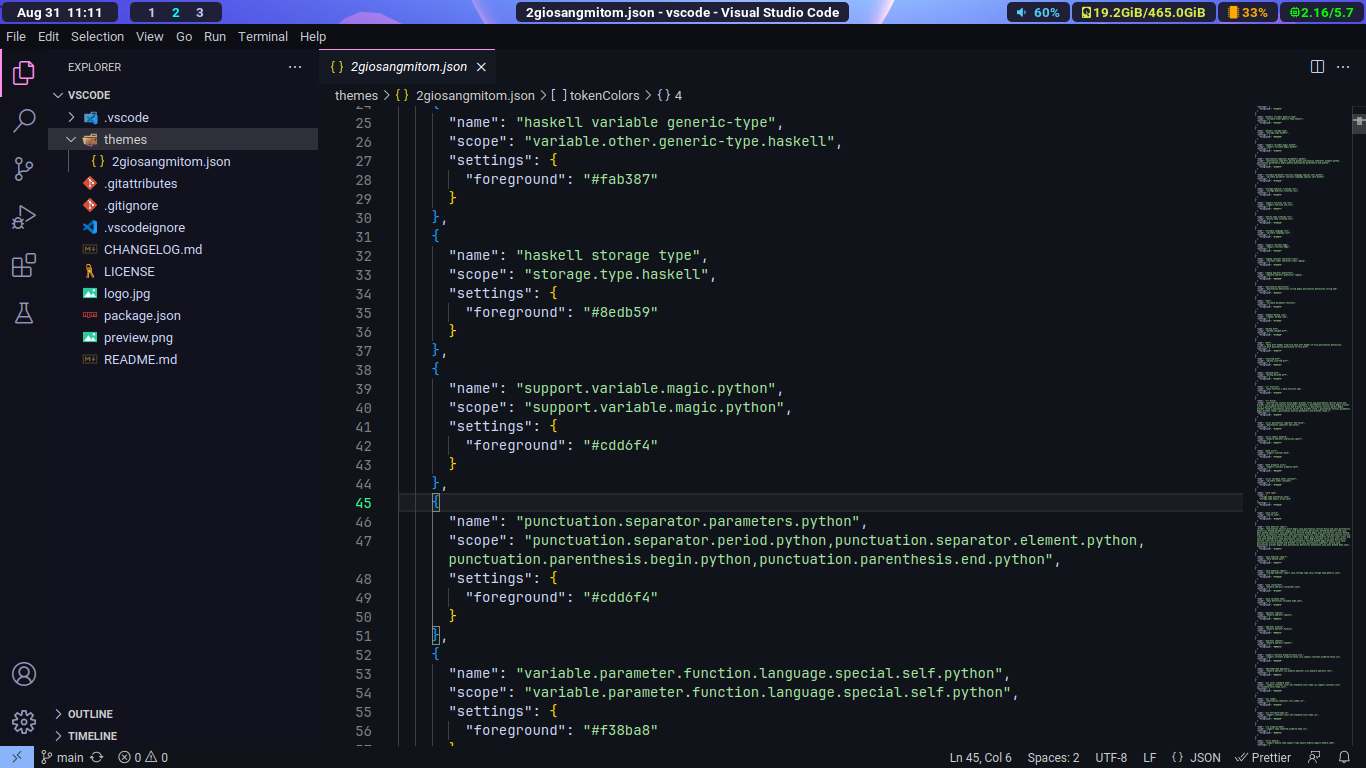 Aug 31 11:11
1 2 3
2giosangmitom.json - vscode - Visual Studio Code
60%
19.2GiB/465.0GiB
33%
2.16/5.7
File Edit Selection View Go Run Terminal Help
EXPLORER
VSCODE
.vscode
themes
2giosangmitom.json
.gitattributes
.gitignore
.vscodeignore
CHANGELOG.md
LICENSE
logo.jpg
package.json
preview.png
README.md
OUTLINE
TIMELINE
{ } 2giosangmitom.json
themes > { } 2giosangmitom.json > [ ] tokenColors > { } 4
25 "name": "haskell variable generic-type",
26 "scope": "variable.other.generic-type.haskell",
27 "settings": {
28 "foreground": "#fab387"
29 }
30 },
31 {
32 "name": "haskell storage type",
33 "scope": "storage.type.haskell",
34 "settings": {
35 "foreground": "#8edb59"
36 }
37 },
38 {
39 "name": "support.variable.magic.python",
40 "scope": "support.variable.magic.python",
41 "settings": {
42 "foreground": "#cdd6f4"
43 }
44 },
45 {
46 "name": "punctuation.separator.parameters.python",
47 "scope": "punctuation.separator.period.python,punctuation.separator.element.python,
punctuation.parenthesis.begin.python,punctuation.parenthesis.end.python",
48 "settings": {
49 "foreground": "#cdd6f4"
50 }
51 },
52 {
53 "name": "variable.parameter.function.language.special.self.python",
54 "scope": "variable.parameter.function.language.special.self.python",
55 "settings": {
56 "foreground": "#f38ba8"
main 0 0 Ln 45, Col 6 Spaces: 2 UTF-8 LF { } JSON Prettier